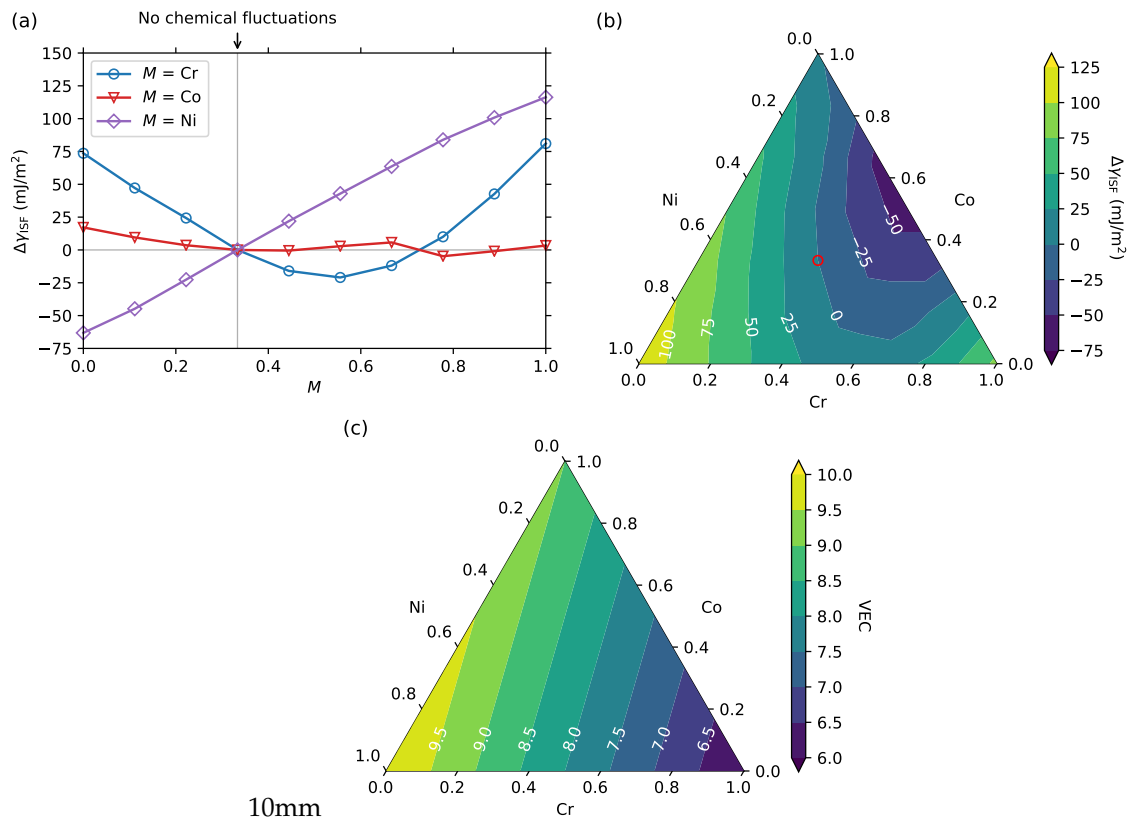 (a)
No chemical fluctuations
150
125
100
75
50
25
0
−25
−50
−75
Δγ_ISF (mJ/m²)
M = Cr
M = Co
M = Ni
0.0 0.2 0.4 0.6 0.8 1.0
M
(b)
0.0
0.2
0.4
0.6
0.8
1.0
Ni
1.0
0.8
0.6
0.4
0.2
0.0
Co
0.0 0.2 0.4 0.6 0.8 1.0
Cr
100 75 50 25 0 −25 −50
125
100
75
50
25
0
−25
−50
−75
Δγ_ISF (mJ/m²)
(c)
0.0
0.2
0.4
0.6
0.8
1.0
Ni
1.0
0.8
0.6
0.4
0.2
0.0
Co
0.0 0.2 0.4 0.6 0.8 1.0
Cr
9.5 9.0 8.5 8.0 7.5 7.0 6.5
10.0
9.5
9.0
8.5
8.0
7.5
7.0
6.5
6.0
VEC
10mm